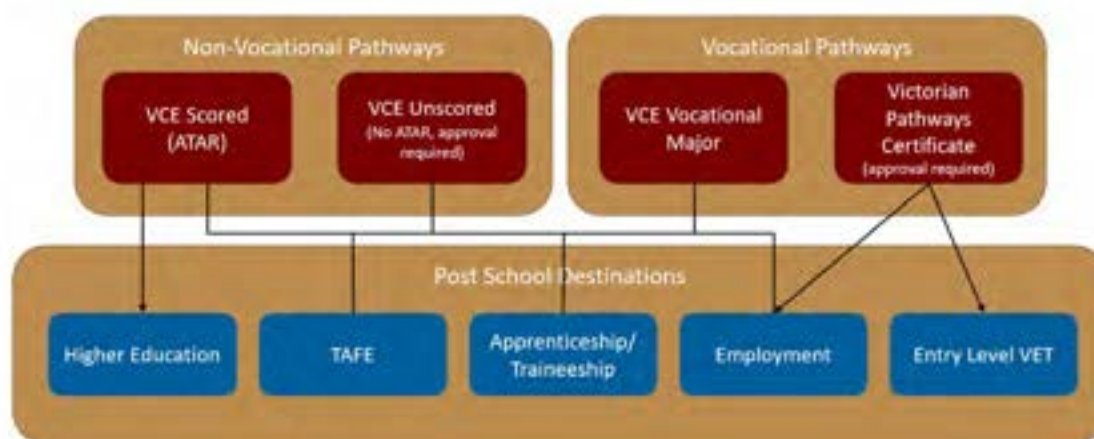 Non-Vocational Pathways
Vocational Pathways
VCE Scored
(ATAR)
VCE Unscored
(No ATAR, approval
required)
VCE Vocational
Major
Victorian
Pathways
Certificate
(approval required)
Post School Destinations
Higher Education
TAFE
Apprenticeship/
Traineeship
Employment
Entry Level VET